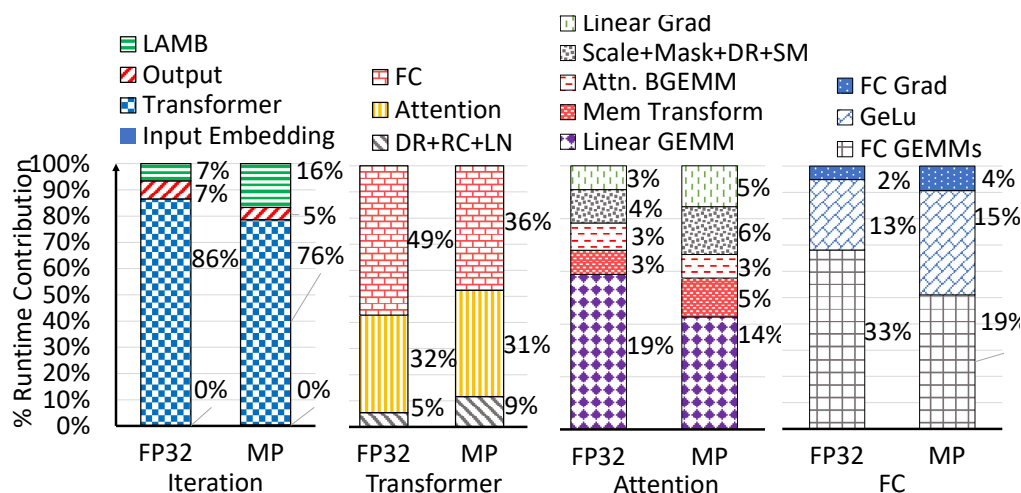 % Runtime Contribution
100%
90%
80%
70%
60%
50%
40%
30%
20%
10%
0%
LAMB
Output
Transformer
Input Embedding
7%
7%
86%
0%
16%
5%
76%
0%
FP32 MP
Iteration
FC
Attention
DR+RC+LN
49%
32%
5%
36%
31%
9%
FP32 MP
Transformer
Linear Grad
Scale+Mask+DR+SM
Attn. BGEMM
Mem Transform
Linear GEMM
3%
4%
3%
3%
19%
5%
6%
3%
5%
14%
FP32 MP
Attention
FC Grad
GeLu
FC GEMMs
2%
13%
33%
4%
15%
19%
FP32 MP
FC